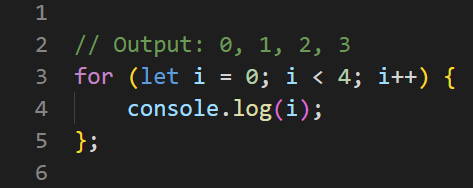 1
2 // Output: 0, 1, 2, 3
3 for (let i = 0; i < 4; i++) {
4     console.log(i);
5 };
6